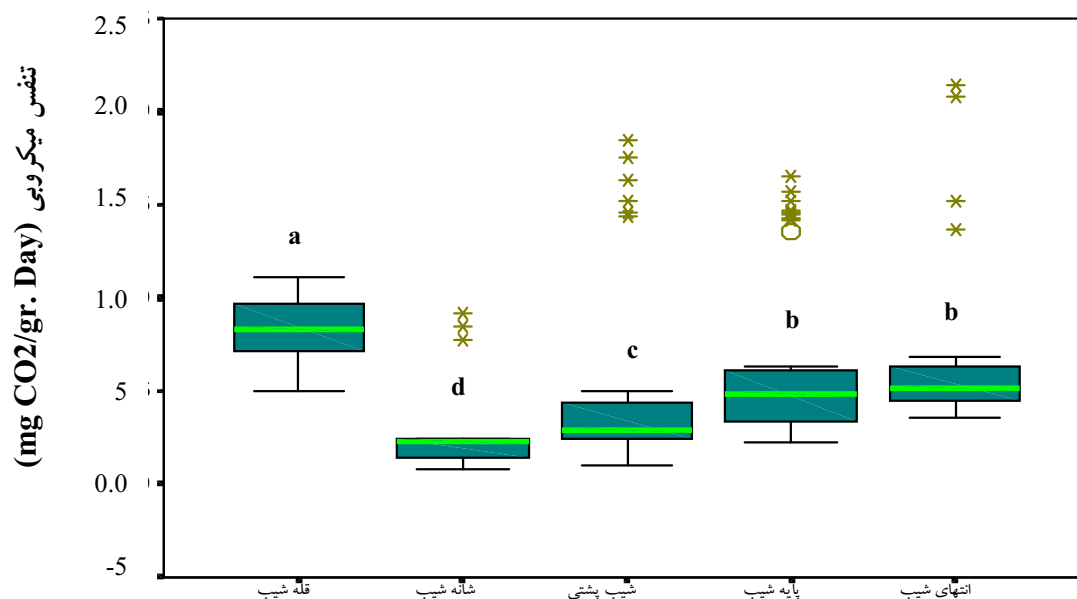 تنفس میکروبی (mg CO2/gr. Day)
2.5
2.0
1.5
1.0
5
0.0
-.5
a
d
c
b
b
قله شیب
شانه شیب
شیب پشتی
پایه شیب
انتهای شیب